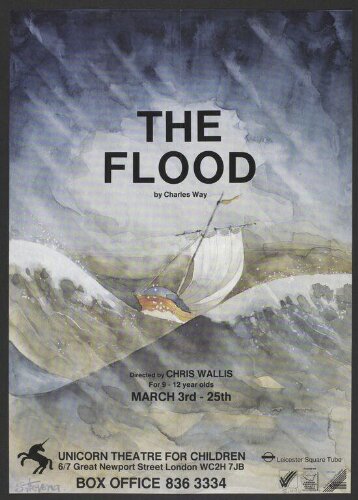 THE
FLOOD
by Charles Way
Directed by CHRIS WALLIS
For 9 - 12 year olds
MARCH 3rd - 25th
UNICORN THEATRE FOR CHILDREN
6/7 Great Newport Street London WC2H 7JB
BOX OFFICE 836 3334
Leicester Square Tube